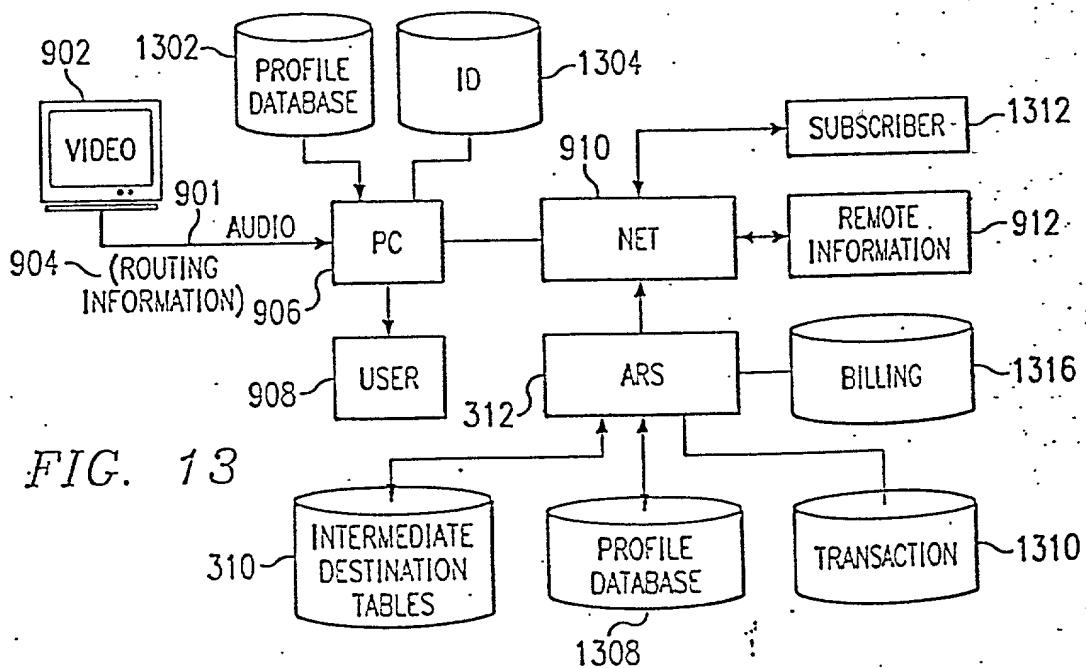 1302
902
PROFILE
DATABASE
ID
1304
VIDEO
SUBSCRIBER
1312
901
910
AUDIO
PC
NET
REMOTE
INFORMATION
912
904
(ROUTING
INFORMATION)
906
USER
908
ARS
312
BILLING
1316
FIG. 13
INTERMEDIATE
DESTINATION
TABLES
310
PROFILE
DATABASE
1308
TRANSACTION
1310